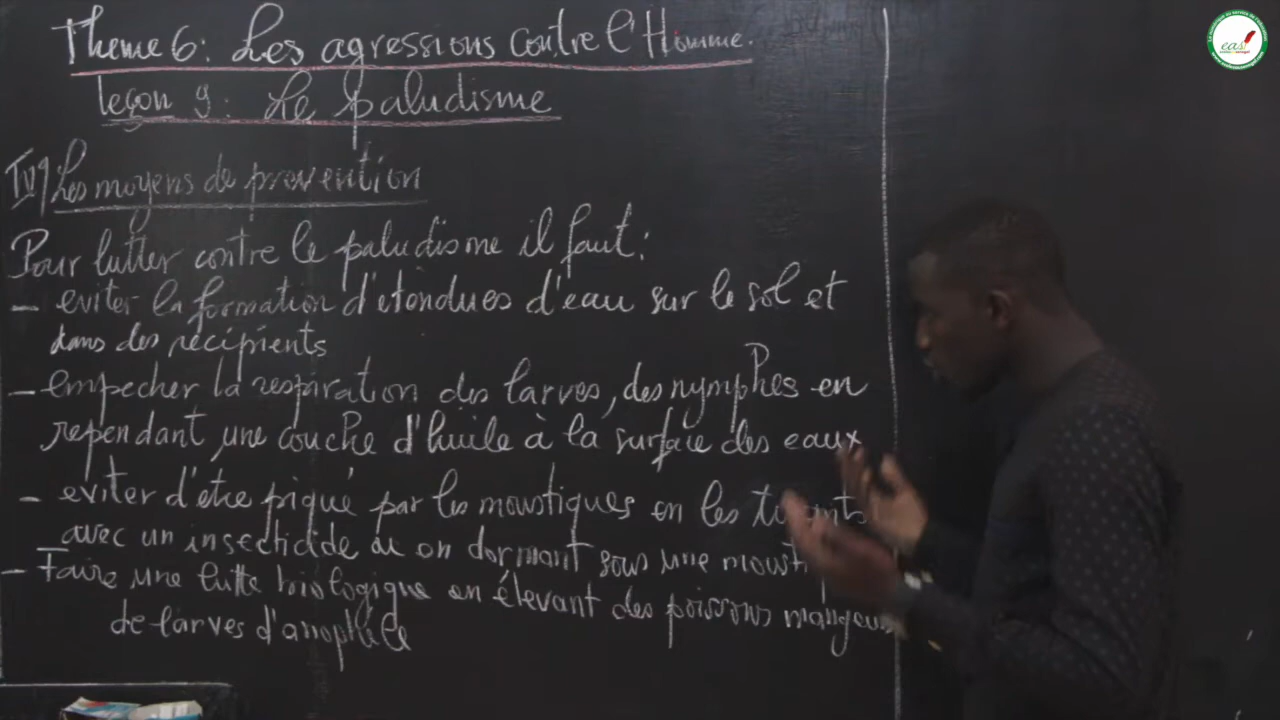 Theme 6: Les agressions contre l'Homme.
leçon 9: Le paludisme
IV/ Les moyens de prevention
Pour lutter contre le paludisme il faut:
- eviter la formation d'étendues d'eau sur le sol et
dans des récipients
- empecher la respiration des larves, des nymphes en
rependant une couche d'huile à la surface des eaux
- eviter d'être piqué par les moustiques en les
avec un insecticide ou en dormant sous une
- Faire une lutte biologique en élevant des poissons mangeurs
de larves d'anophèle
eas